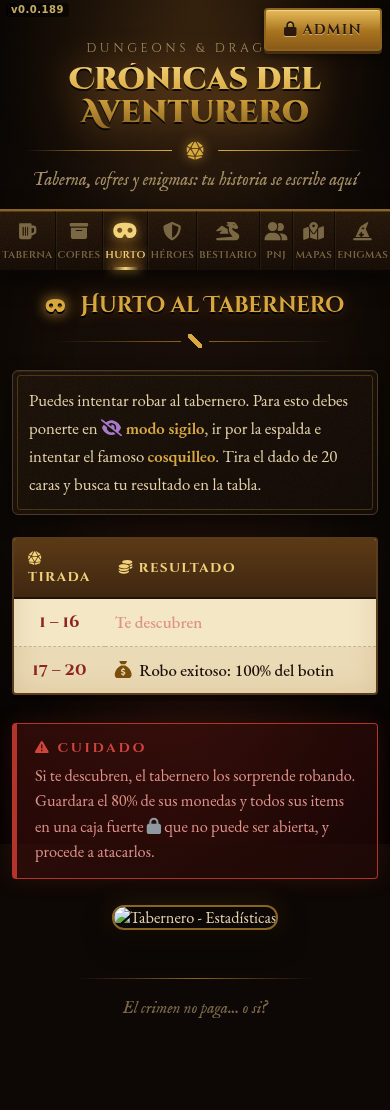 v0.0.189
ADMIN
DUNGEONS & DRAG
CRÓNICAS DEL
AVENTURERO
Taberna, cofres y enigmas: tu historia se escribe aquí
TABERNA COFRES HURTO HÉROES BESTIARIO PNJ MAPAS ENIGMAS
HURTO AL TABERNERO
Puedes intentar robar al tabernero. Para esto debes
ponerte en modo sigilo, ir por la espalda e
intentar el famoso cosquilleo. Tira el dado de 20
caras y busca tu resultado en la tabla.
TIRADA RESULTADO
1 – 16 Te descubren
17 – 20 Robo exitoso: 100% del botin
CUIDADO
Si te descubren, el tabernero los sorprende robando.
Guardara el 80% de sus monedas y todos sus items
en una caja fuerte que no puede ser abierta, y
procede a atacarlos.
Tabernero - Estadísticas
El crimen no paga... o si?